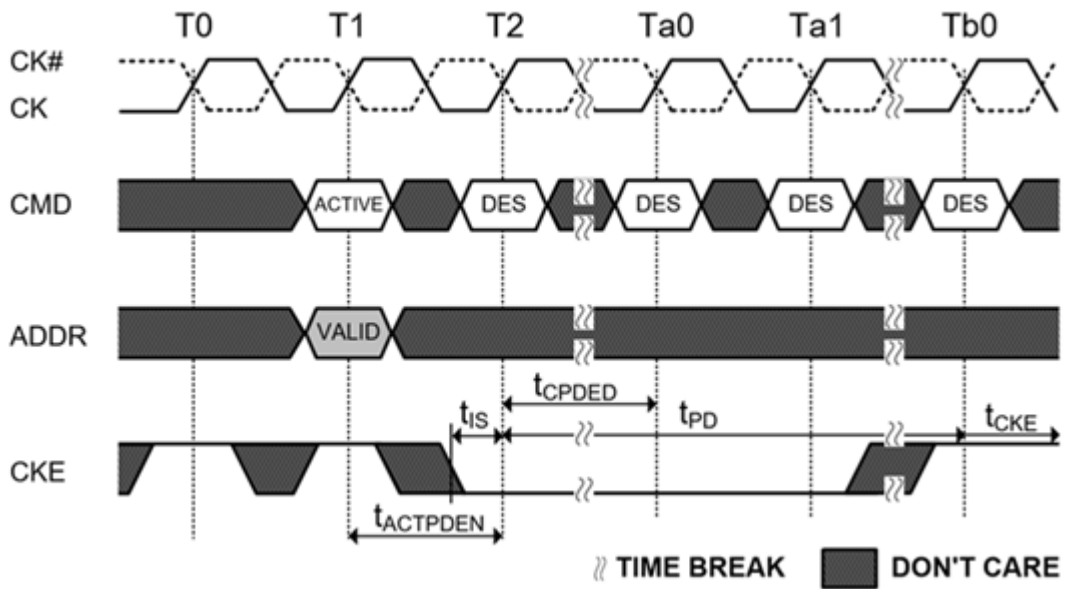 T0 T1 T2 Ta0 Ta1 Tb0
CK#
CK
CMD ACTIVE DES DES DES DES
ADDR VALID
tCPDED
tIS tPD tCKE
CKE
tACTPDEN
TIME BREAK DON'T CARE